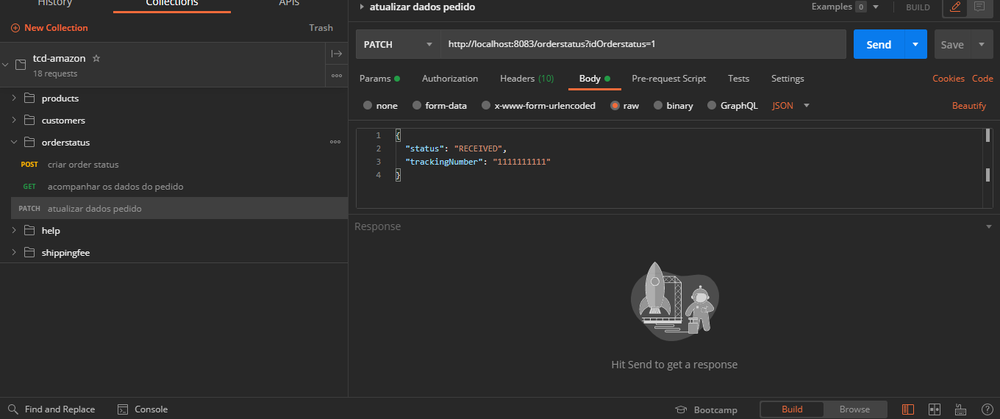 History Collections APIs
New Collection Trash
tcd-amazon
18 requests
products
customers
orderstatus
POST criar order status
GET acompanhar os dados do pedido
PATCH atualizar dados pedido
help
shippingfee
atualizar dados pedido Examples 0 BUILD
PATCH http://localhost:8083/orderstatus?idOrderstatus=1 Send Save
Params Authorization Headers (10) Body Pre-request Script Tests Settings Cookies Code
none form-data x-www-form-urlencoded raw binary GraphQL JSON Beautify
1 {
2 "status": "RECEIVED",
3 "trackingNumber": "1111111111"
4 }
Response
Hit Send to get a response
Find and Replace Console Bootcamp Build Browse